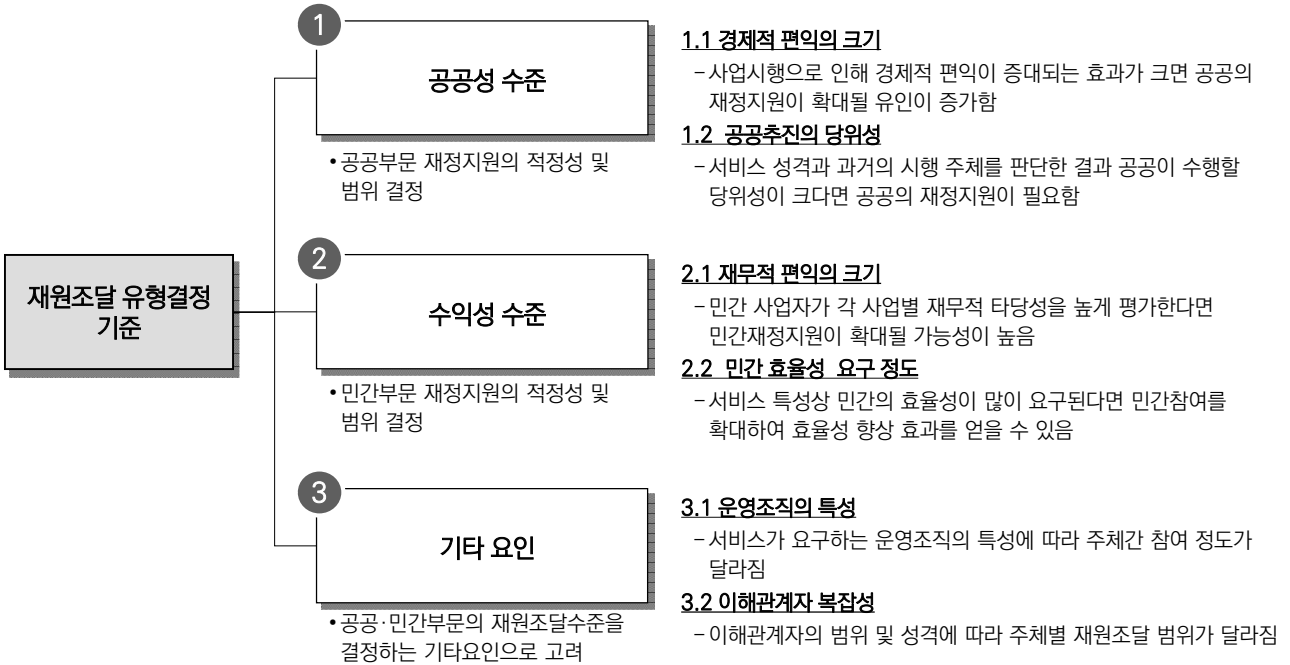 재원조달 유형결정
기준
1
공공성 수준
•공공부문 재정지원의 적정성 및
범위 결정
1.1 경제적 편익의 크기
-사업시행으로 인해 경제적 편익이 증대되는 효과가 크면 공공의
재정지원이 확대될 유인이 증가함
1.2 공공추진의 당위성
-서비스 성격과 과거의 시행 주체를 판단한 결과 공공이 수행할
당위성이 크다면 공공의 재정지원이 필요함
2
수익성 수준
•민간부문 재정지원의 적정성 및
범위 결정
2.1 재무적 편익의 크기
-민간 사업자가 각 사업별 재무적 타당성을 높게 평가한다면
민간재정지원이 확대될 가능성이 높음
2.2 민간 효율성 요구 정도
-서비스 특성상 민간의 효율성이 많이 요구된다면 민간참여를
확대하여 효율성 향상 효과를 얻을 수 있음
3
기타 요인
•공공·민간부문의 재원조달수준을
결정하는 기타요인으로 고려
3.1 운영조직의 특성
-서비스가 요구하는 운영조직의 특성에 따라 주체간 참여 정도가
달라짐
3.2 이해관계자 복잡성
-이해관계자의 범위 및 성격에 따라 주체별 재원조달 범위가 달라짐